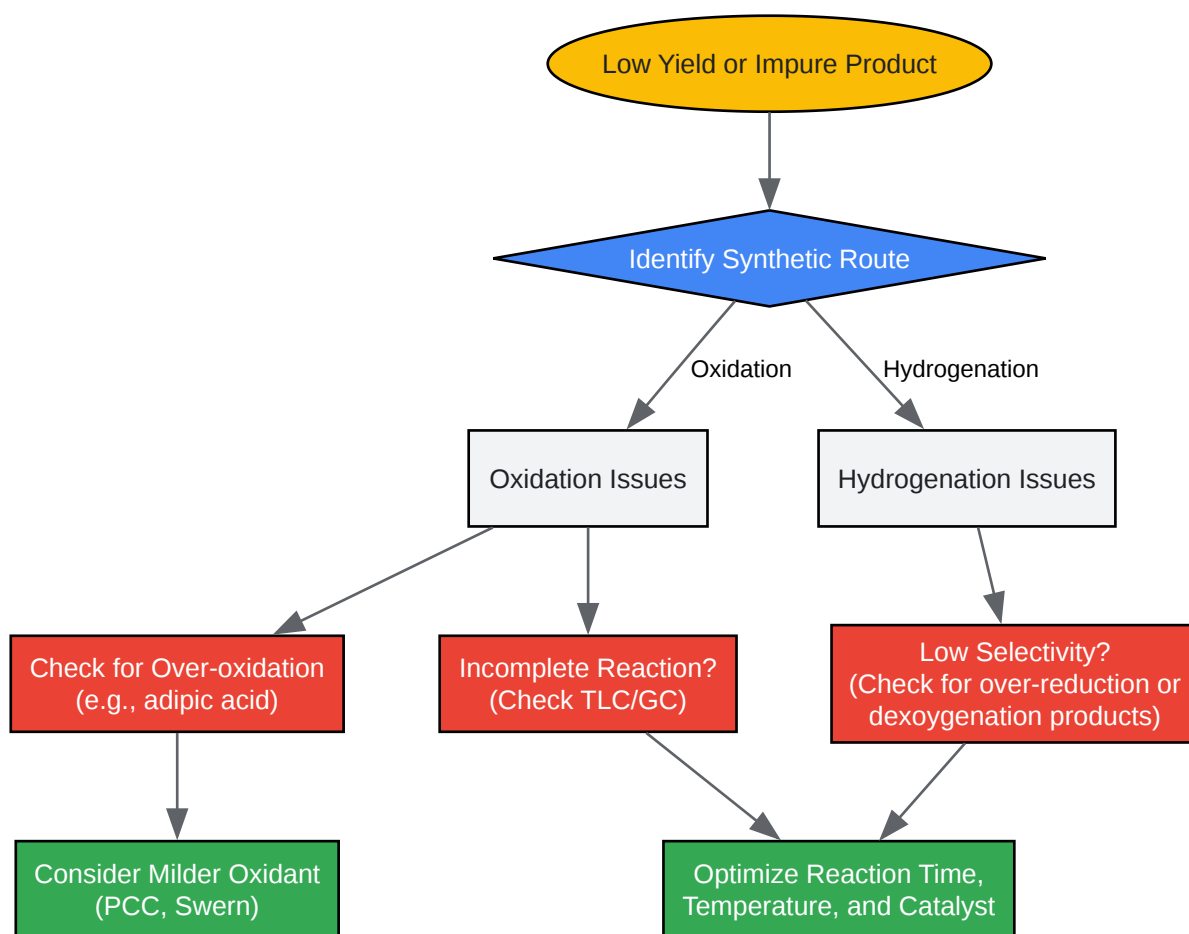 Low Yield or Impure Product
Identify Synthetic Route
Oxidation
Hydrogenation
Oxidation Issues
Hydrogenation Issues
Check for Over-oxidation
(e.g., adipic acid)
Incomplete Reaction?
(Check TLC/GC)
Low Selectivity?
(Check for over-reduction or
dexoygenation products)
Consider Milder Oxidant
(PCC, Swern)
Optimize Reaction Time,
Temperature, and Catalyst